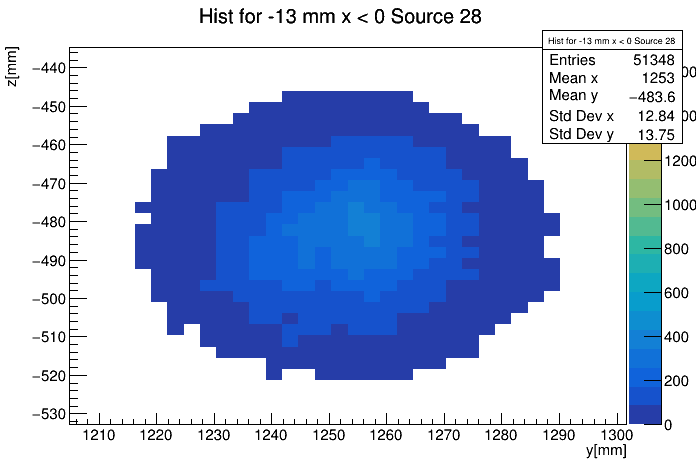 Hist for -13 mm x < 0 Source 28
z[mm]
Hist for -13 mm x < 0 Source 28
Entries 51348
Mean x 1253
Mean y −483.6
Std Dev x 12.84
Std Dev y 13.75
−440
−450
−460
−470
−480
−490
−500
−510
−520
−530
1210 1220 1230 1240 1250 1260 1270 1280 1290 1300
y[mm]
1200
1000
800
600
400
200
0